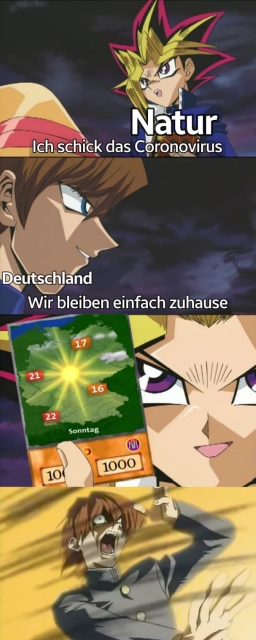 Natur
Ich schick das Coronovirus
Deutschland
Wir bleiben einfach zuhause
17
21
16
22
Sonntag
1000